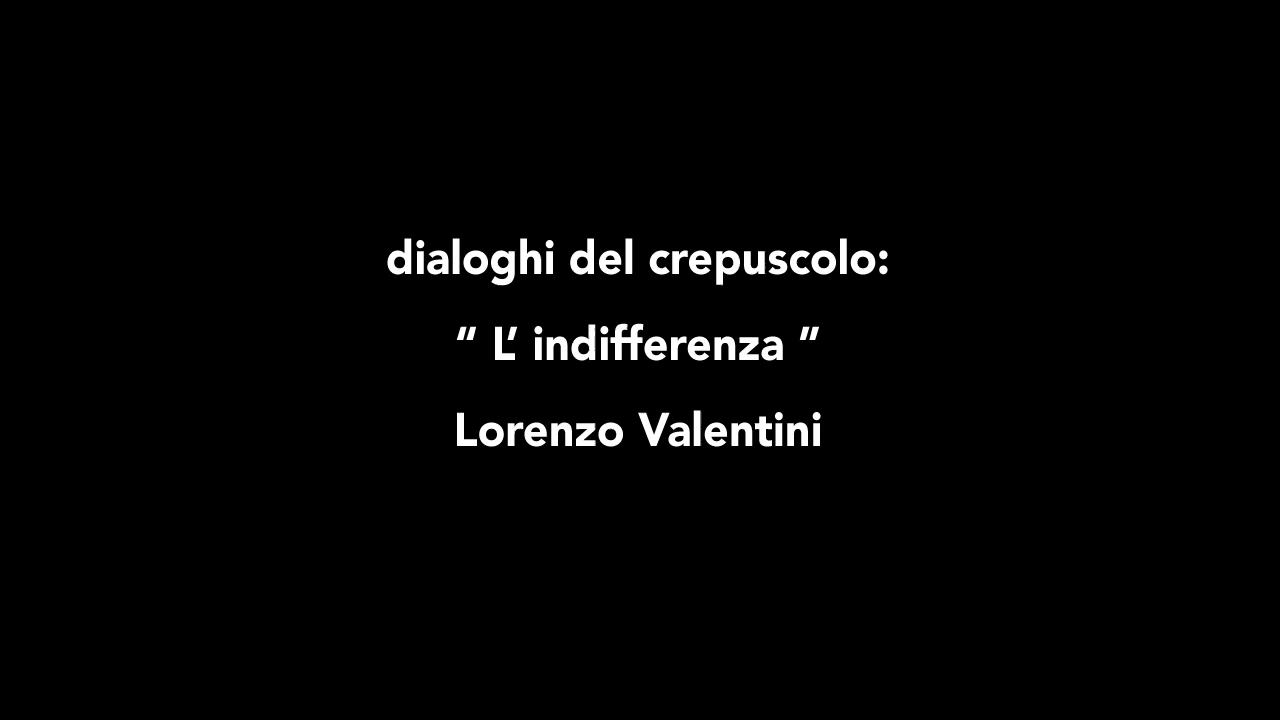 dialoghi del crepuscolo:
“ L’ indifferenza ”
Lorenzo Valentini